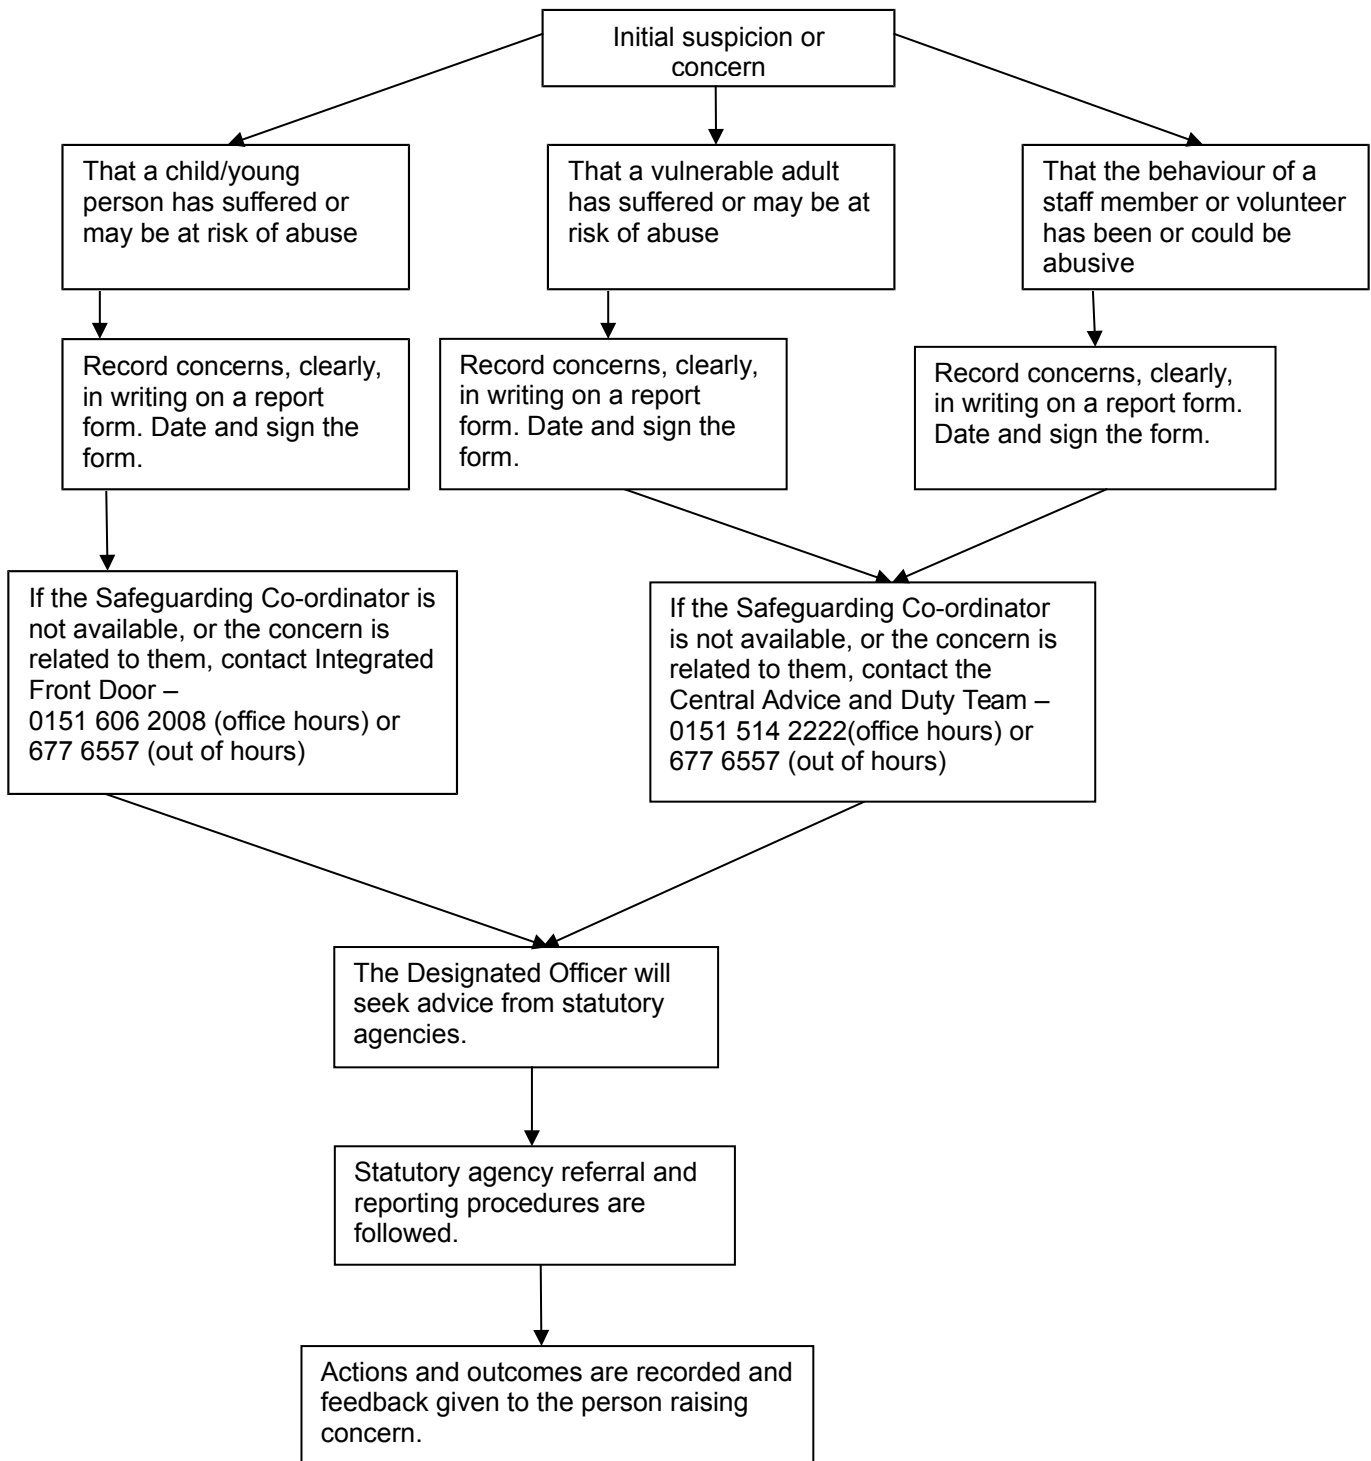 Initial suspicion or
concern
That a child/young
person has suffered or
may be at risk of abuse
That a vulnerable adult
has suffered or may be at
risk of abuse
That the behaviour of a
staff member or volunteer
has been or could be
abusive
Record concerns, clearly,
in writing on a report
form. Date and sign the
form.
Record concerns, clearly,
in writing on a report
form. Date and sign the
form.
Record concerns, clearly,
in writing on a report form.
Date and sign the form.
If the Safeguarding Co-ordinator is
not available, or the concern is
related to them, contact Integrated
Front Door –
0151 606 2008 (office hours) or
677 6557 (out of hours)
If the Safeguarding Co-ordinator
is not available, or the concern is
related to them, contact the
Central Advice and Duty Team –
0151 514 2222(office hours) or
677 6557 (out of hours)
The Designated Officer will
seek advice from statutory
agencies.
Statutory agency referral and
reporting procedures are
followed.
Actions and outcomes are recorded and
feedback given to the person raising
concern.